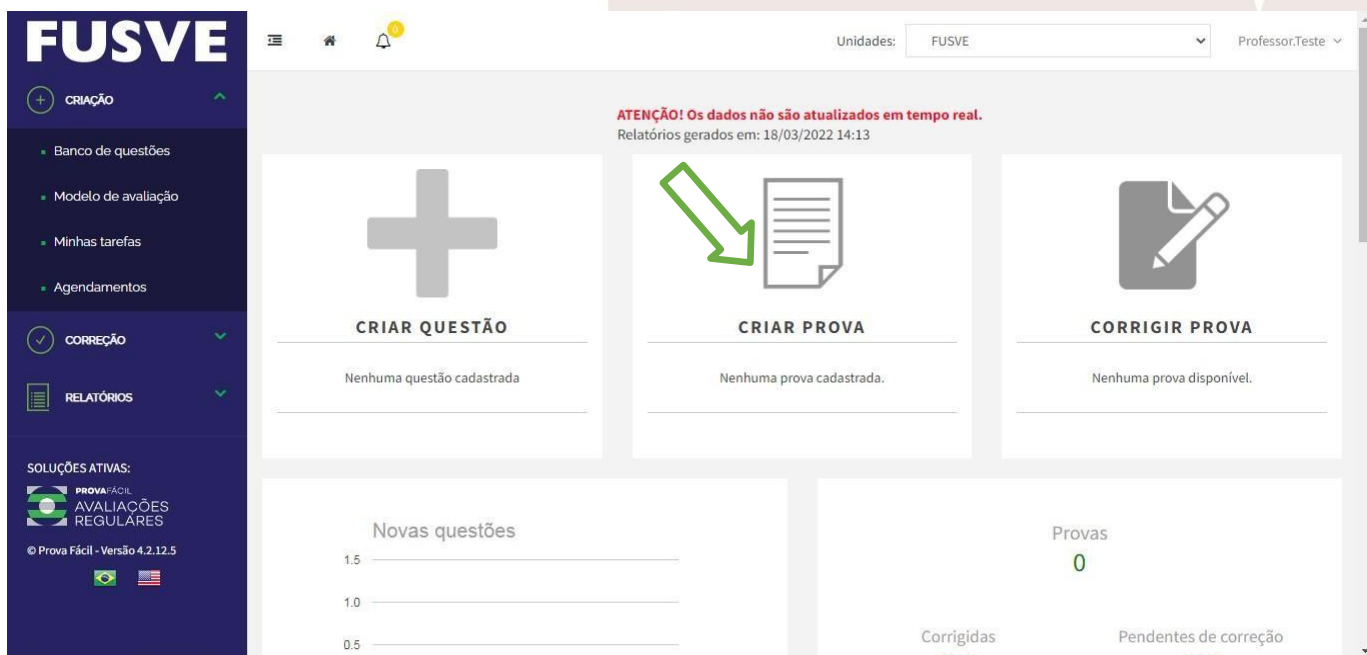 FUSVE
0
Unidades: FUSVE
Professor.Teste
CRIAÇÃO
Banco de questões
Modelo de avaliação
Minhas tarefas
Agendamentos
CORREÇÃO
RELATÓRIOS
SOLUÇÕES ATIVAS:
PROVAFÁCIL
AVALIAÇÕES
REGULARES
© Prova Fácil - Versão 4.2.12.5
ATENÇÃO! Os dados não são atualizados em tempo real.
Relatórios gerados em: 18/03/2022 14:13
CRIAR QUESTÃO
Nenhuma questão cadastrada
CRIAR PROVA
Nenhuma prova cadastrada.
CORRIGIR PROVA
Nenhuma prova disponível.
Novas questões
1.5
1.0
0.5
Provas
0
Corrigidas
Pendentes de correção